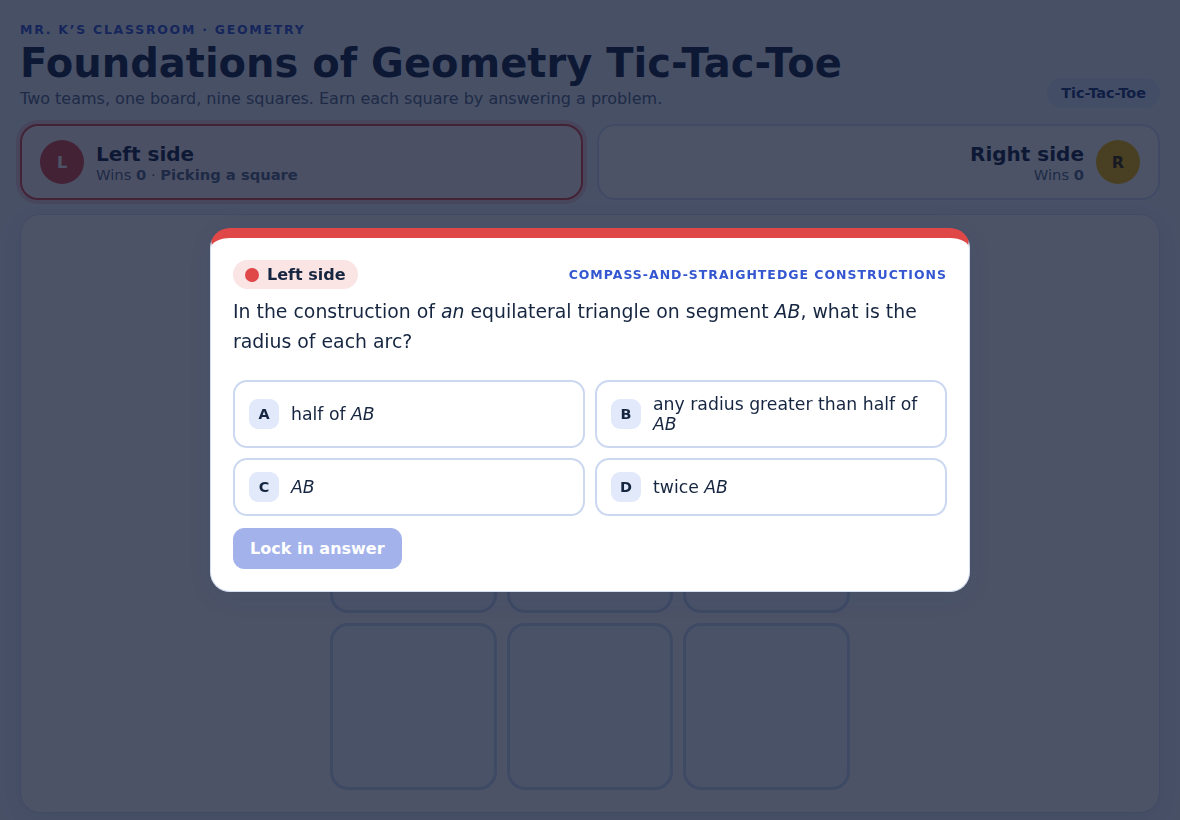 MR. K’S CLASSROOM · GEOMETRY
Foundations of Geometry Tic-Tac-Toe
Two teams, one board, nine squares. Earn each square by answering a problem.
Tic-Tac-Toe
L
Left side
Wins 0 · Picking a square
Right side
Wins 0
R
Left side
COMPASS-AND-STRAIGHTEDGE CONSTRUCTIONS
In the construction of an equilateral triangle on segment AB, what is the
radius of each arc?
A
half of AB
B
any radius greater than half of
AB
C
AB
D
twice AB
Lock in answer